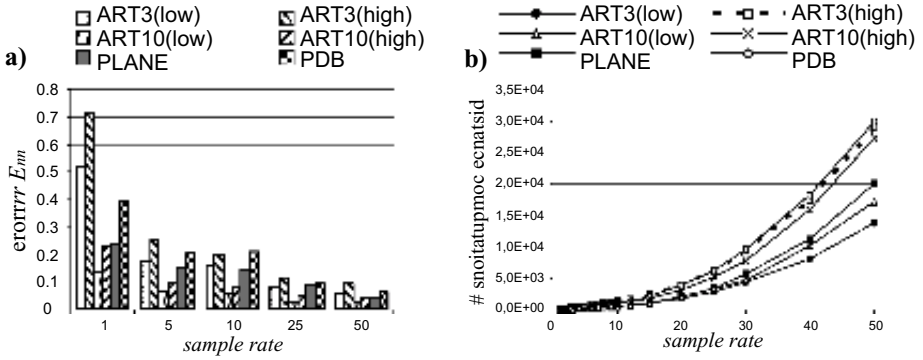 ART3(low) ART3(high)
ART10(low) ART10(high)
PLANE PDB
a)
0.8
0.7
0.6
0.5
0.4
0.3
0.2
0.1
0
erorrrr Enn
1 5 10 25 50
sample rate
ART3(low) ART3(high)
ART10(low) ART10(high)
PLANE PDB
b)
3,5E+04
3,0E+04
2,5E+04
2,0E+04
1,5E+04
1,0E+04
5,0E+03
0,0E+00
# snoitatupmoc ecnatsid
0 10 20 30 40 50
sample rate